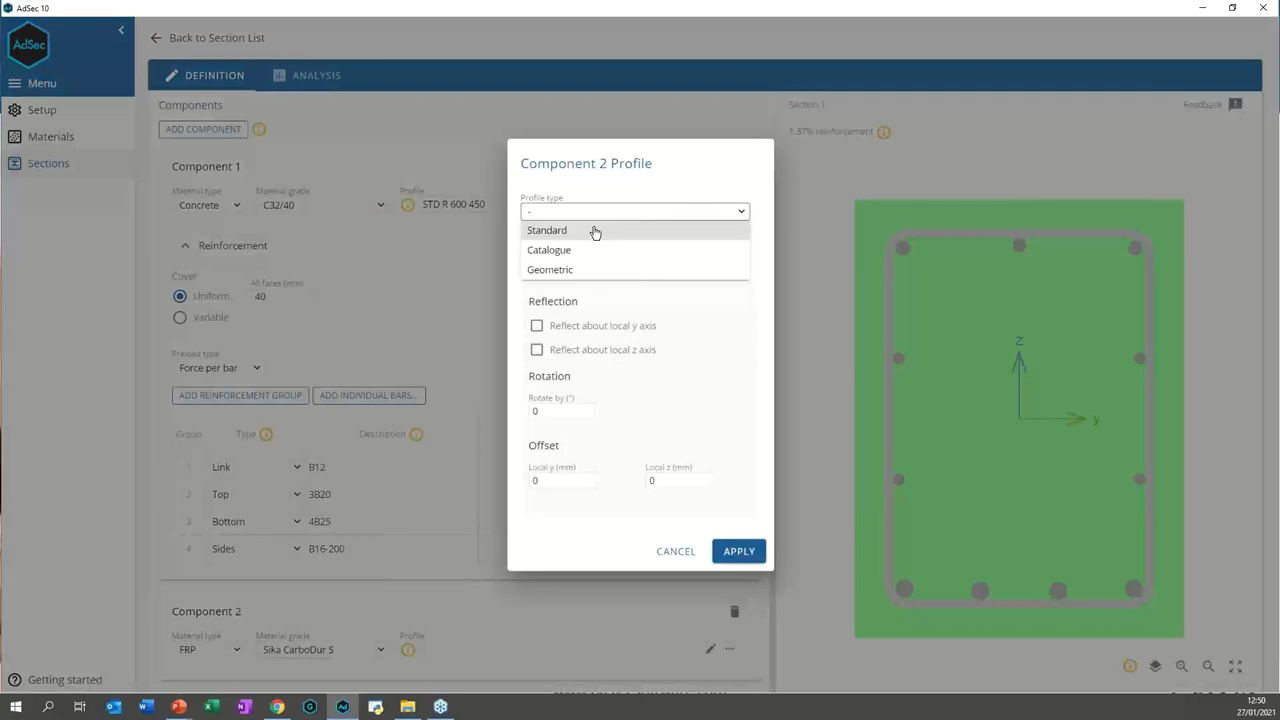 AdSec 10
AdSec
Back to Section List
Menu
DEFINITION
ANALYSIS
Components
Section 1
Feedback
Setup
ADD COMPONENT
1.37% reinforcement
Materials
Sections
Component 1
Component 2 Profile
Material type
Material grade
Profile
Profile type
Concrete
C32/40
STD R 600 450
-
Standard
Reinforcement
Catalogue
Geometric
Cover
All faces (mm)
Uniform
40
Reflection
Variable
Reflect about local y axis
Reflect about local z axis
Preload type
Force per bar
Rotation
ADD REINFORCEMENT GROUP
ADD INDIVIDUAL BARS...
Rotate by (°)
0
Group
Type
Description
Offset
1
Link
B12
Local y (mm)
Local z (mm)
0
0
2
Top
3B20
3
Bottom
4B25
4
Sides
B16-200
CANCEL
APPLY
z
y
Component 2
Material type
Material grade
Profile
FRP
Sika CarboDur S
...
Getting started
12:50
27/01/2021